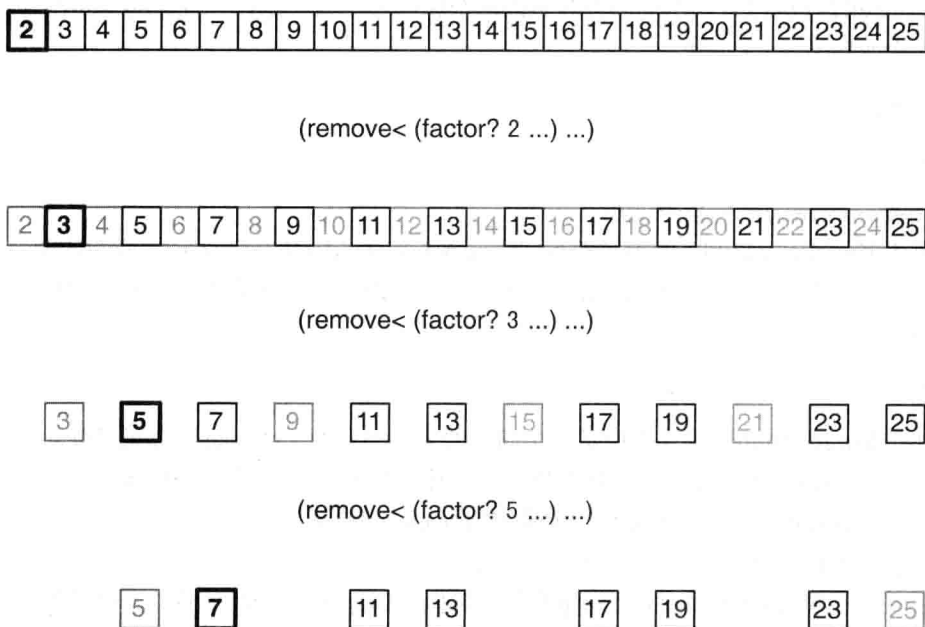 2 3 4 5 6 7 8 9 10 11 12 13 14 15 16 17 18 19 20 21 22 23 24 25
(remove< (factor? 2 ...) ...)
2 3 4 5 6 7 8 9 10 11 12 13 14 15 16 17 18 19 20 21 22 23 24 25
(remove< (factor? 3 ...) ...)
3 5 7 9 11 13 15 17 19 21 23 25
(remove< (factor? 5 ...) ...)
5 7 11 13 17 19 23 25